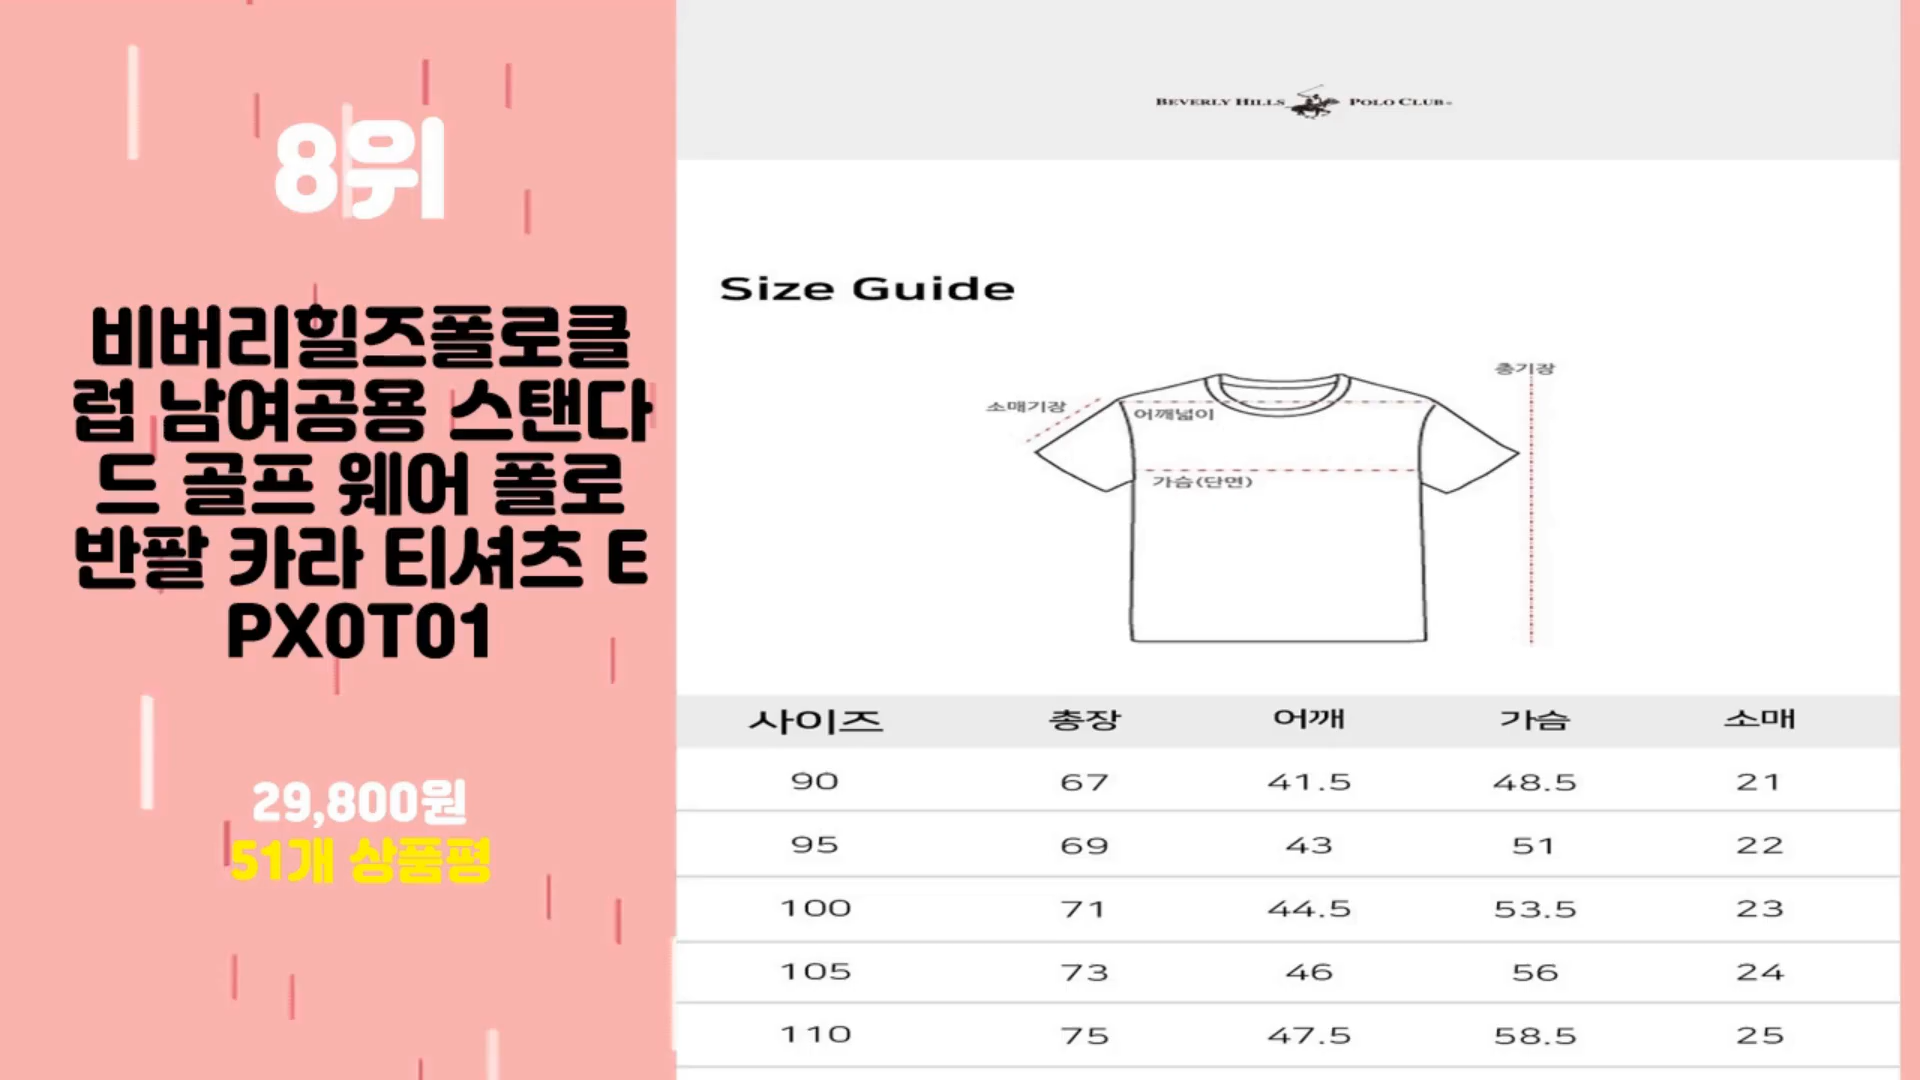 8위
비버리힐즈폴로클
럽 남여공용 스탠다
드 골프 웨어 폴로
반팔 카라 티셔츠 E
PX0T01
29,800원
51개 상품평
BEVERLY HILLS POLO CLUB
Size Guide
총기장
소매기장
어깨넓이
가슴(단면)
사이즈 총장 어깨 가슴 소매
90 67 41.5 48.5 21
95 69 43 51 22
100 71 44.5 53.5 23
105 73 46 56 24
110 75 47.5 58.5 25